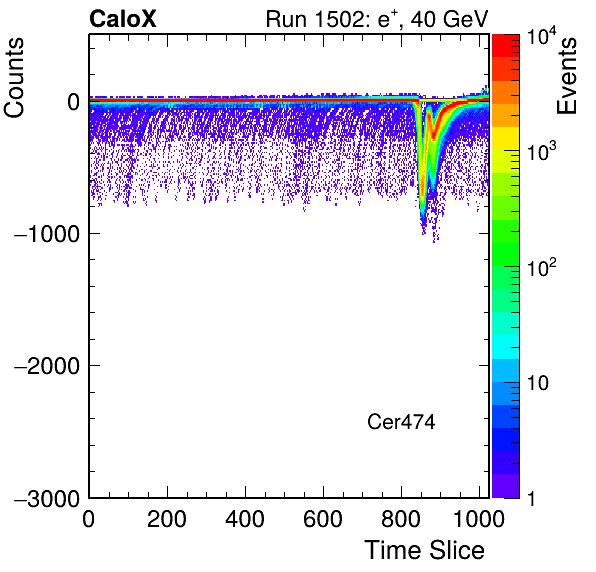 CaloX Run 1502: e⁺, 40 GeV
Counts
Events
0
−1000
−2000
−3000
10⁴
10³
10²
10
1
Cer474
0 200 400 600 800 1000
Time Slice